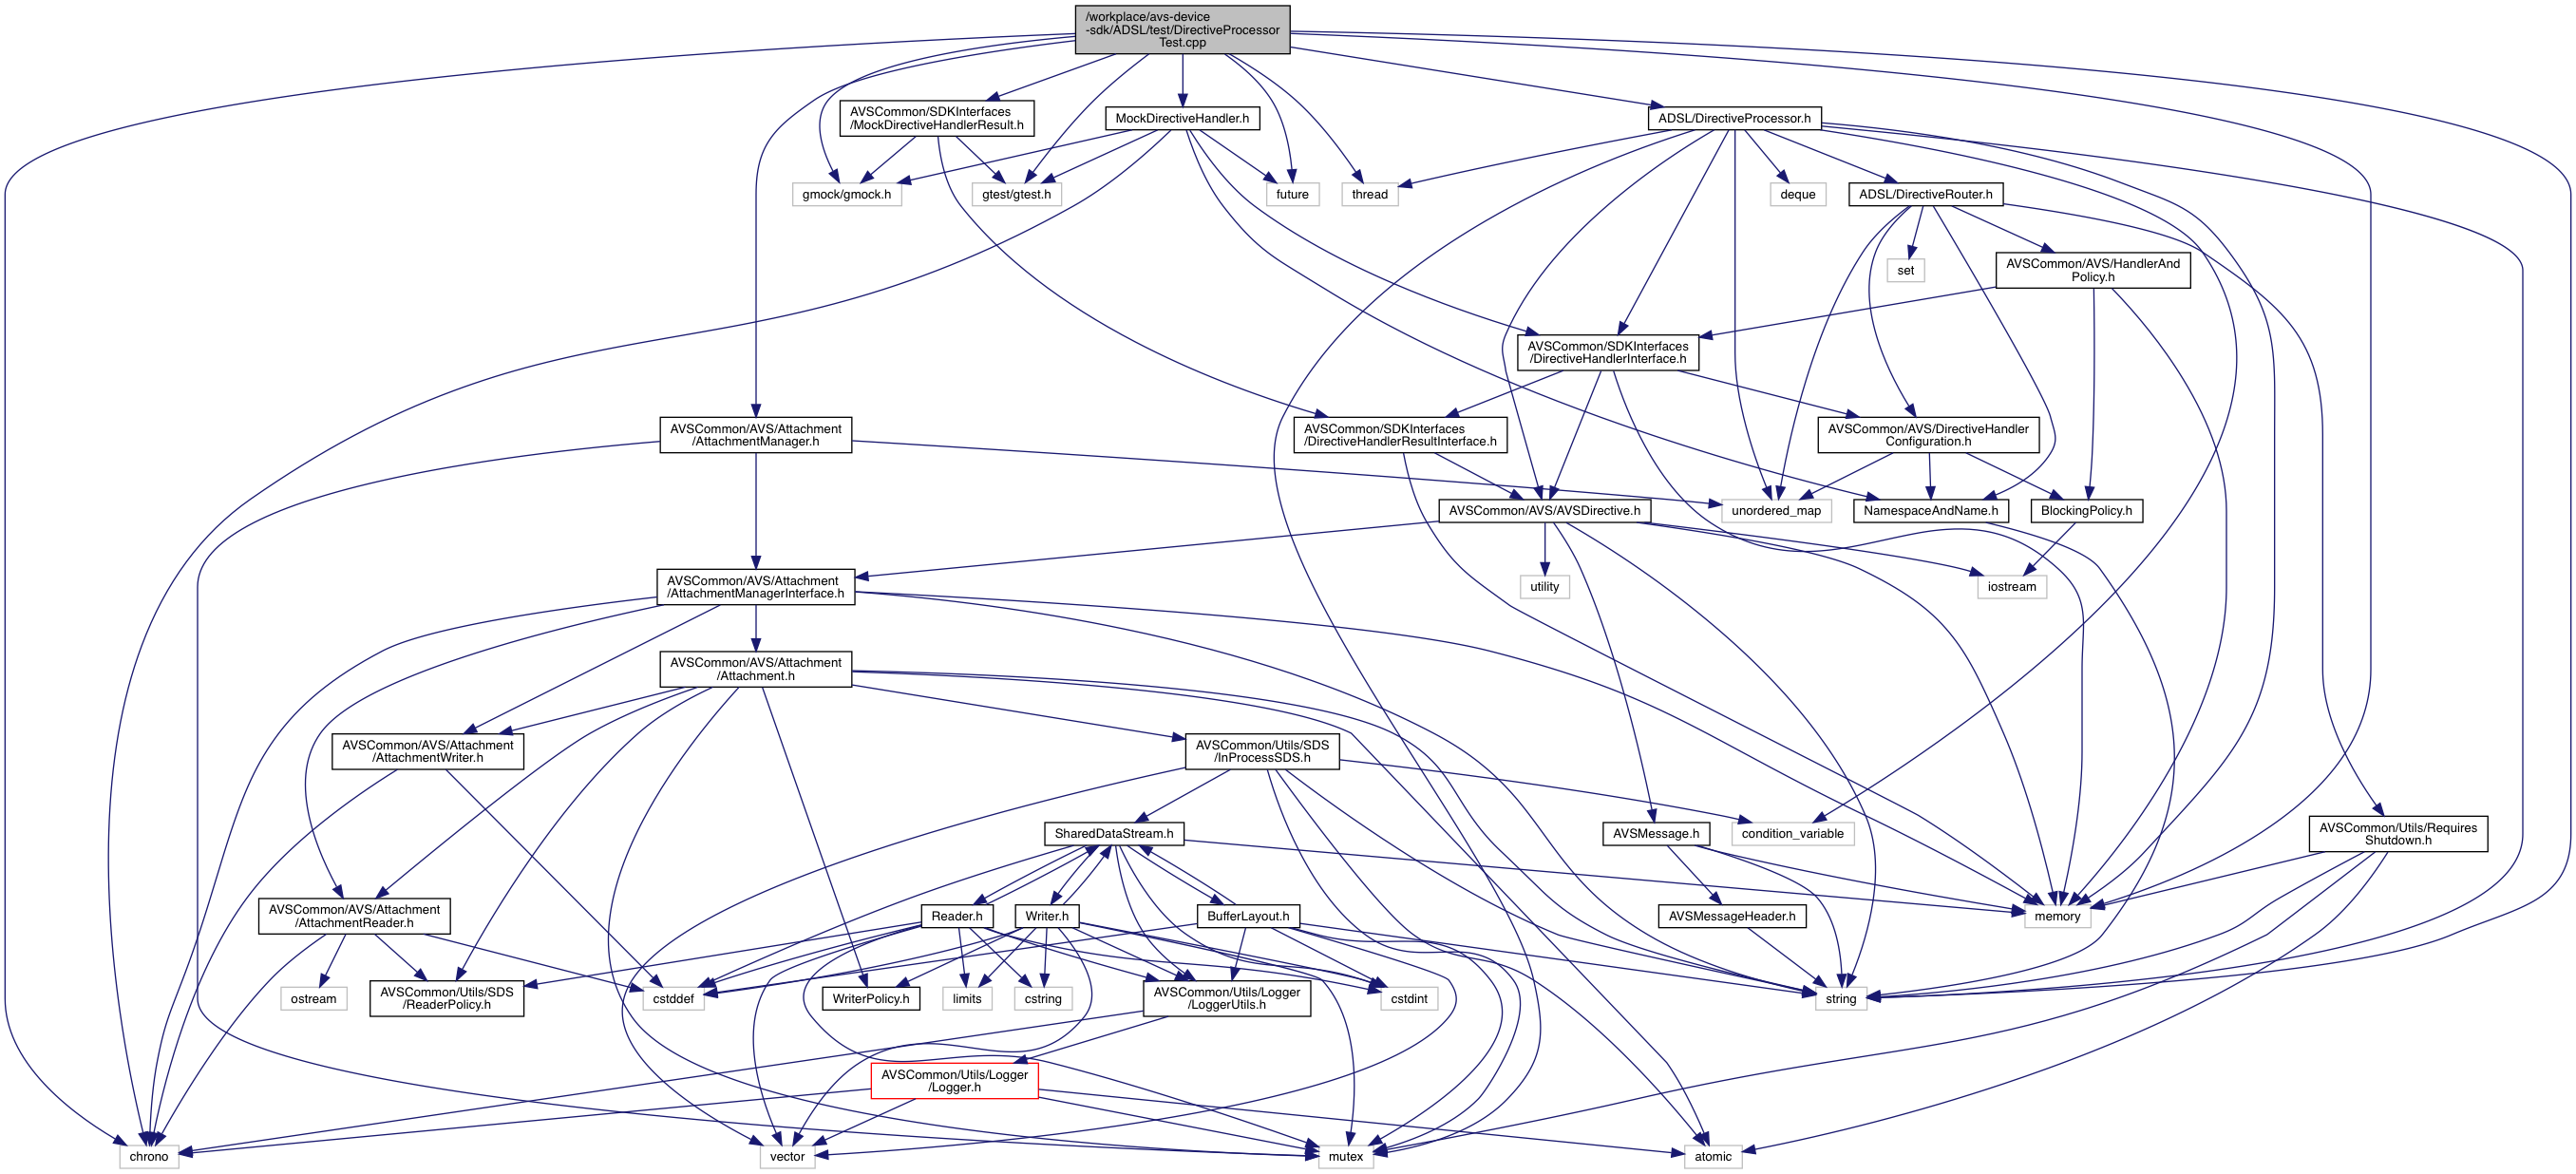 /workplace/avs-device
-sdk/ADSL/test/DirectiveProcessor
Test.cpp
AVSCommon/SDKInterfaces
/MockDirectiveHandlerResult.h
MockDirectiveHandler.h
ADSL/DirectiveProcessor.h
gmock/gmock.h
gtest/gtest.h
future
thread
deque
ADSL/DirectiveRouter.h
set
AVSCommon/AVS/HandlerAnd
Policy.h
AVSCommon/SDKInterfaces
/DirectiveHandlerInterface.h
AVSCommon/AVS/Attachment
/AttachmentManager.h
AVSCommon/SDKInterfaces
/DirectiveHandlerResultInterface.h
AVSCommon/AVS/DirectiveHandler
Configuration.h
AVSCommon/AVS/AVSDirective.h
unordered_map
NamespaceAndName.h
BlockingPolicy.h
AVSCommon/AVS/Attachment
/AttachmentManagerInterface.h
utility
iostream
AVSCommon/AVS/Attachment
/Attachment.h
AVSCommon/AVS/Attachment
/AttachmentWriter.h
AVSCommon/Utils/SDS
/InProcessSDS.h
SharedDataStream.h
condition_variable
AVSMessage.h
AVSCommon/Utils/Requires
Shutdown.h
AVSCommon/AVS/Attachment
/AttachmentReader.h
Reader.h
Writer.h
BufferLayout.h
AVSMessageHeader.h
memory
ostream
AVSCommon/Utils/SDS
/ReaderPolicy.h
cstddef
WriterPolicy.h
limits
cstring
AVSCommon/Utils/Logger
/LoggerUtils.h
cstdint
string
AVSCommon/Utils/Logger
/Logger.h
chrono
vector
mutex
atomic